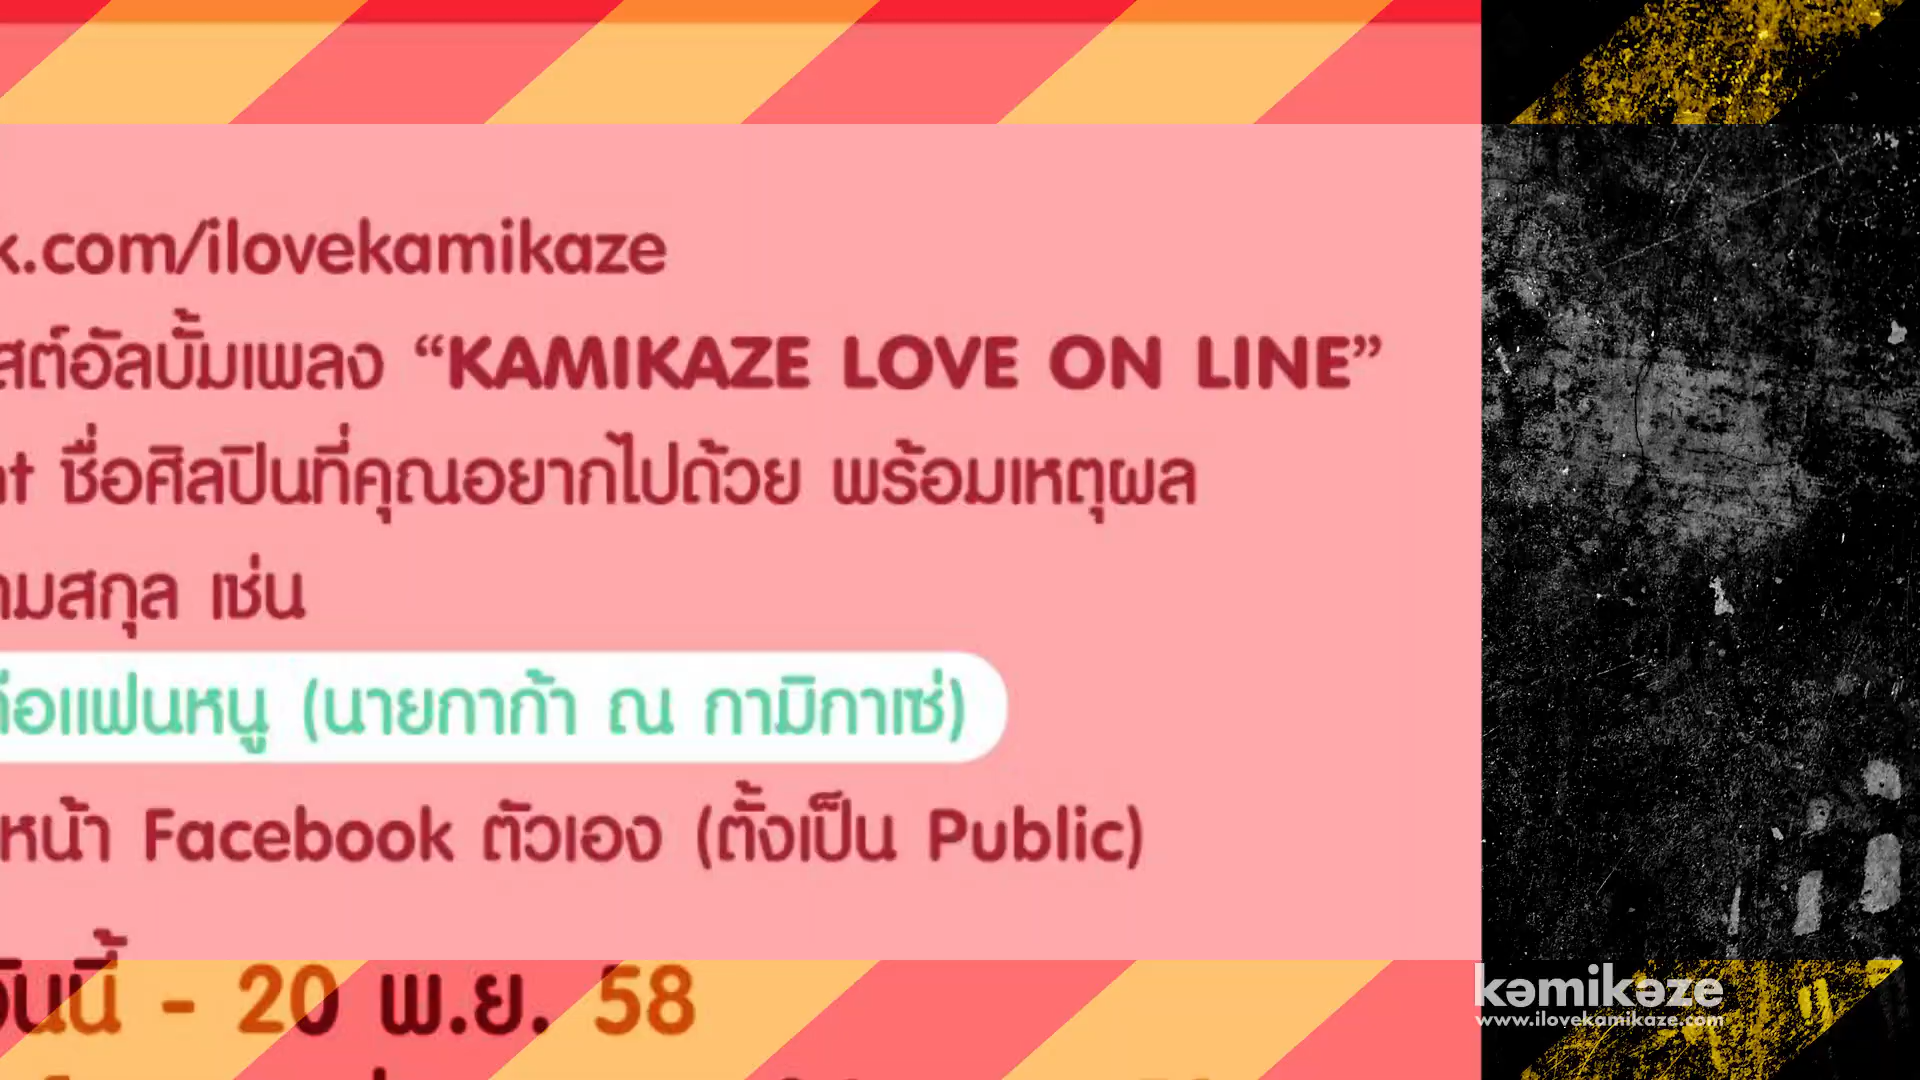 k.com/ilovekamikaze
สต์อัลบั้มเพลง “KAMIKAZE LOVE ON LINE”
nt ชื่อศิลปินที่คุณอยากไปด้วย พร้อมเหตุผล
ามสกุล เช่น
คือแฟนหนู (นายกาก้า ณ กามิกาเซ่)
หน้า Facebook ตัวเอง (ตั้งเป็น Public)
วันนี้ - 20 พ.ย. 58
kamikaze
www.ilovekamikaze.com